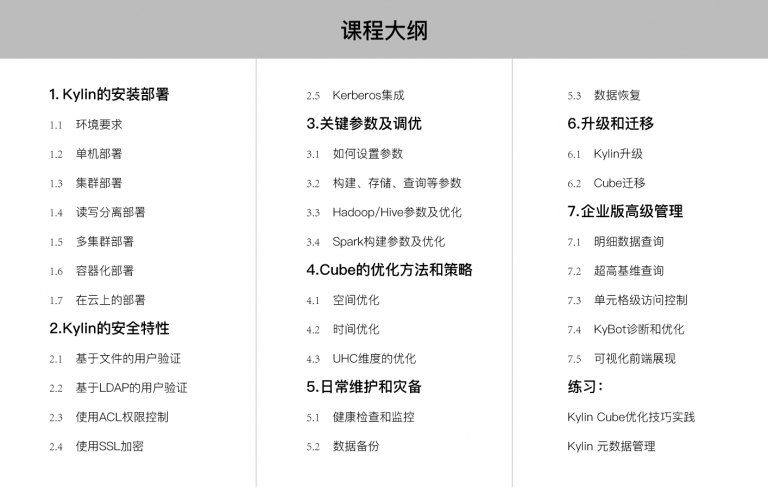 课程大纲
1. Kylin的安装部署
1.1 环境要求
1.2 单机部署
1.3 集群部署
1.4 读写分离部署
1.5 多集群部署
1.6 容器化部署
1.7 在云上的部署
2.Kylin的安全特性
2.1 基于文件的用户验证
2.2 基于LDAP的用户验证
2.3 使用ACL权限控制
2.4 使用SSL加密
2.5 Kerberos集成
3.关键参数及调优
3.1 如何设置参数
3.2 构建、存储、查询等参数
3.3 Hadoop/Hive参数及优化
3.4 Spark构建参数及优化
4.Cube的优化方法和策略
4.1 空间优化
4.2 时间优化
4.3 UHC维度的优化
5.日常维护和灾备
5.1 健康检查和监控
5.2 数据备份
5.3 数据恢复
6.升级和迁移
6.1 Kylin升级
6.2 Cube迁移
7.企业版高级管理
7.1 明细数据查询
7.2 超高基维查询
7.3 单元格级访问控制
7.4 KyBot诊断和优化
7.5 可视化前端展现
练习：
Kylin Cube优化技巧实践
Kylin 元数据管理